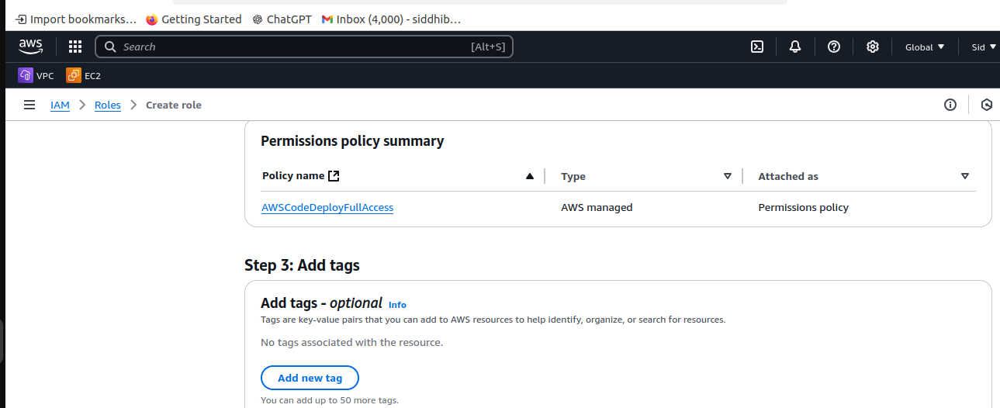 Import bookmarks… Getting Started ChatGPT Inbox (4,000) - siddhib…
aws Search [Alt+S] Global Sid
VPC EC2
IAM Roles Create role
Permissions policy summary
Policy name Type Attached as
AWSCodeDeployFullAccess AWS managed Permissions policy
Step 3: Add tags
Add tags - optional Info
Tags are key-value pairs that you can add to AWS resources to help identify, organize, or search for resources.
No tags associated with the resource.
Add new tag
You can add up to 50 more tags.